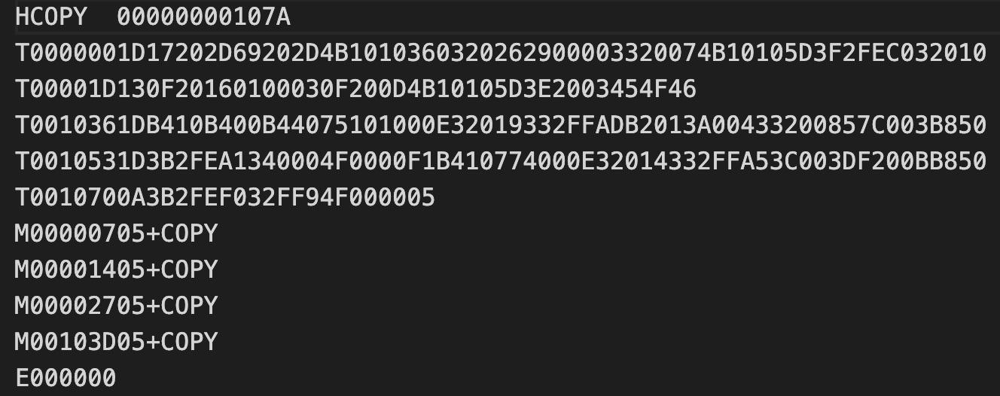 HCOPY  00000000107A
T0000001D17202D69202D4B1010360320262900003320074B10105D3F2FEC032010
T00001D130F20160100030F200D4B10105D3E2003454F46
T0010361DB410B400B44075101000E32019332FFADB2013A00433200857C003B850
T0010531D3B2FEA1340004F0000F1B410774000E32014332FFA53C003DF200BB850
T0010700A3B2FEF032FF94F000005
M00000705+COPY
M00001405+COPY
M00002705+COPY
M00103D05+COPY
E000000